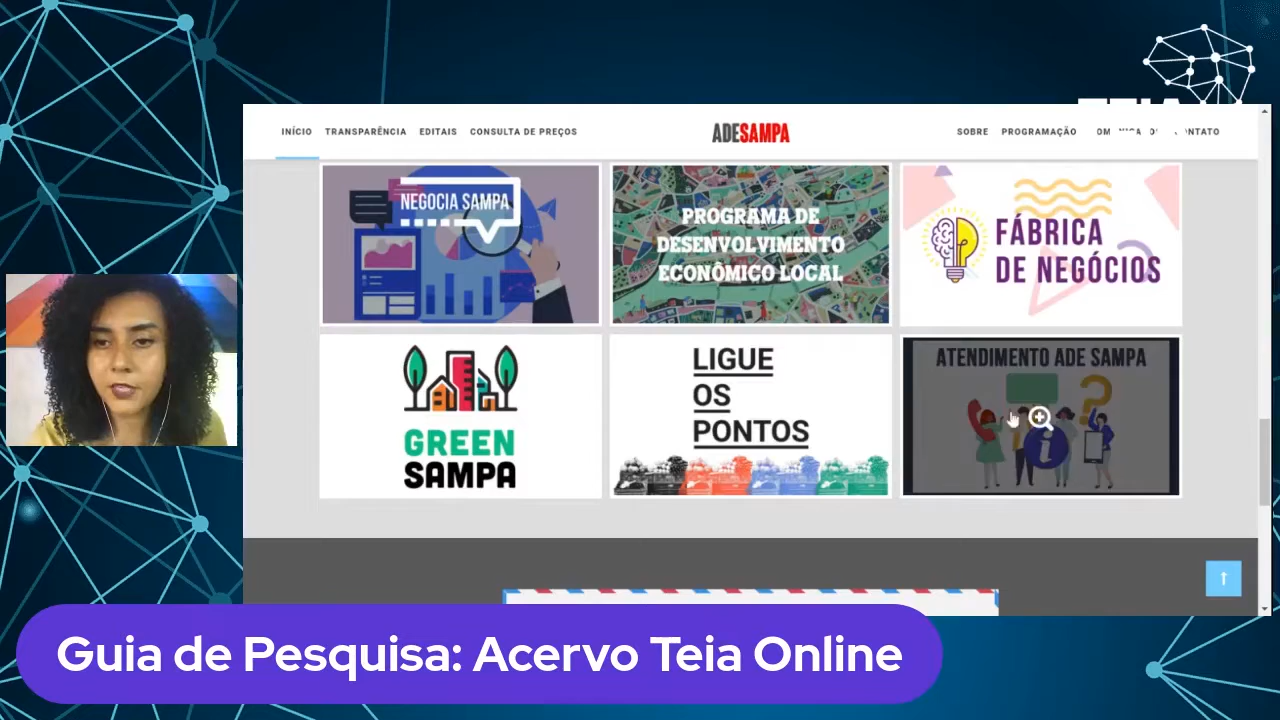 TEIA
INÍCIO TRANSPARÊNCIA EDITAIS CONSULTA DE PREÇOS
ADESAMPA
SOBRE PROGRAMAÇÃO
NEGOCIA SAMPA
PROGRAMA DE
DESENVOLVIMENTO
ECONÔMICO LOCAL
FÁBRICA
DE NEGÓCIOS
GREEN
SAMPA
LIGUE
OS
PONTOS
ATENDIMENTO ADE SAMPA
Guia de Pesquisa: Acervo Teia Online